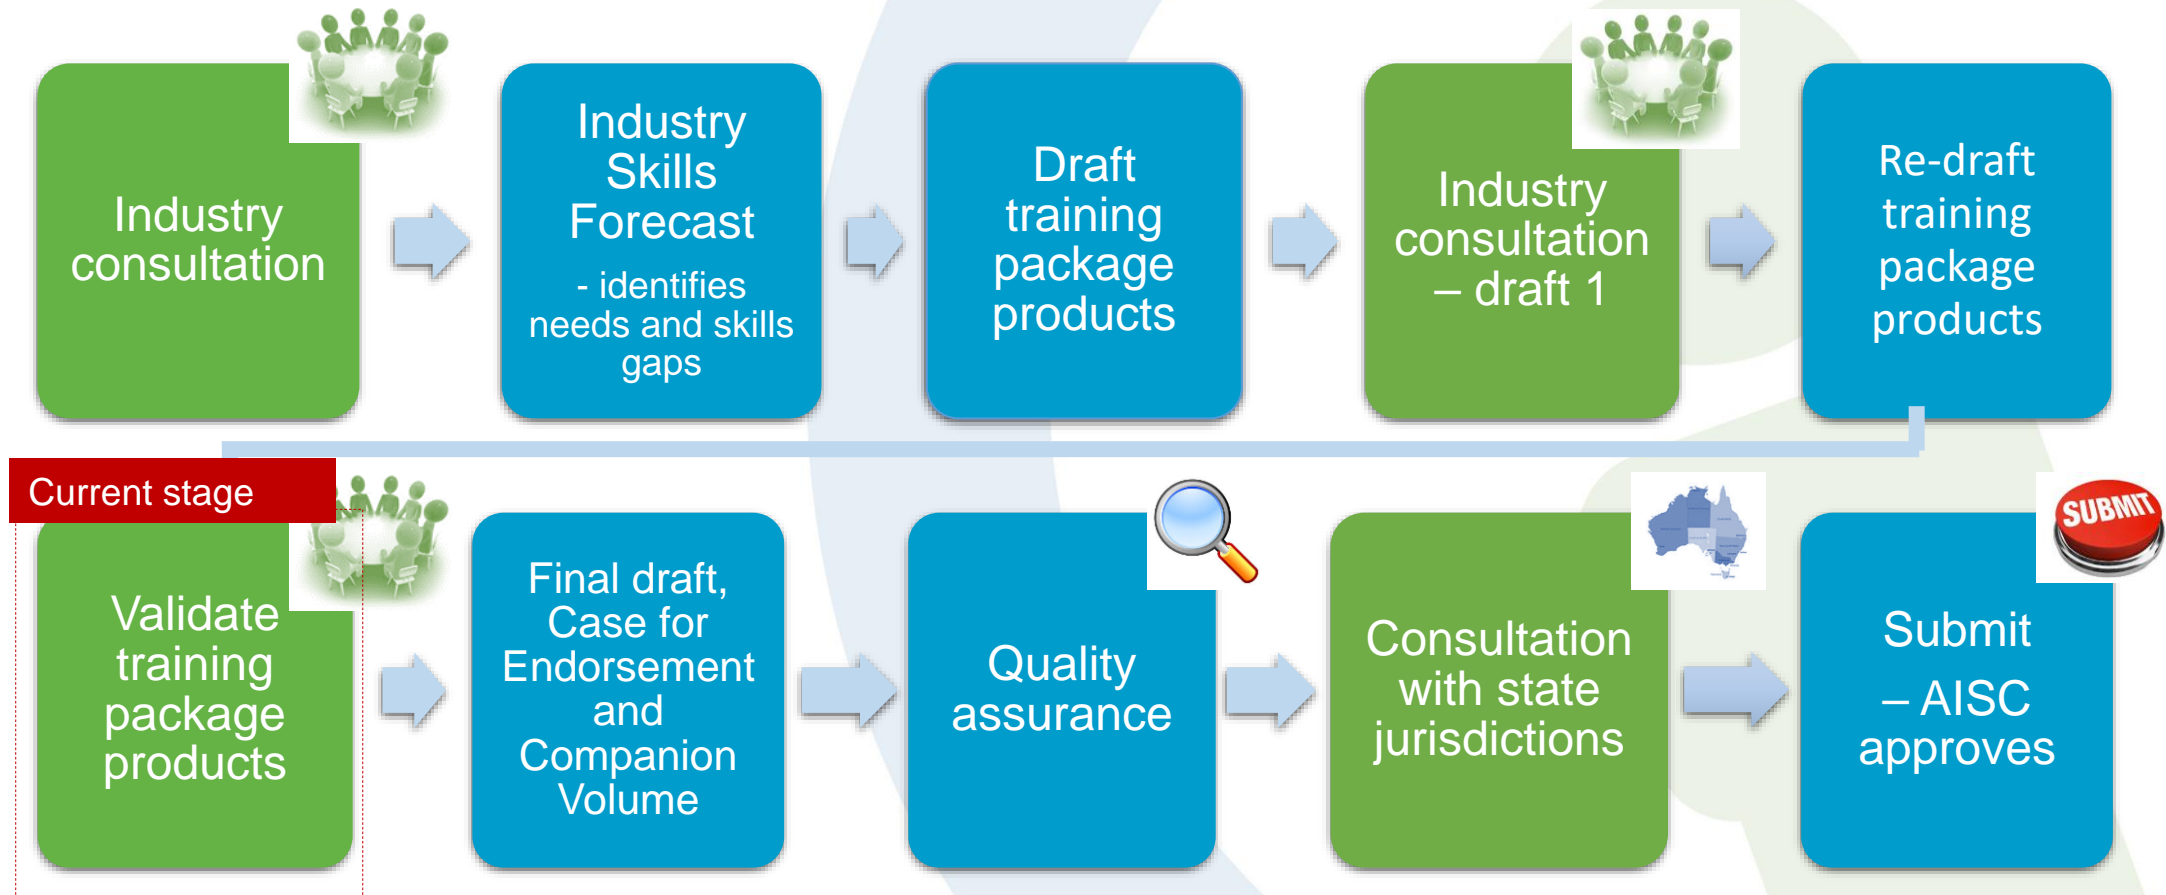 Industry
consultation
Industry
Skills
Forecast
- identifies
needs and skills
gaps
Draft
training
package
products
Industry
consultation
– draft 1
Re-draft
training
package
products
Current stage
Validate
training
package
products
Final draft,
Case for
Endorsement
and
Companion
Volume
Quality
assurance
Consultation
with state
jurisdictions
SUBMIT
Submit
– AISC
approves